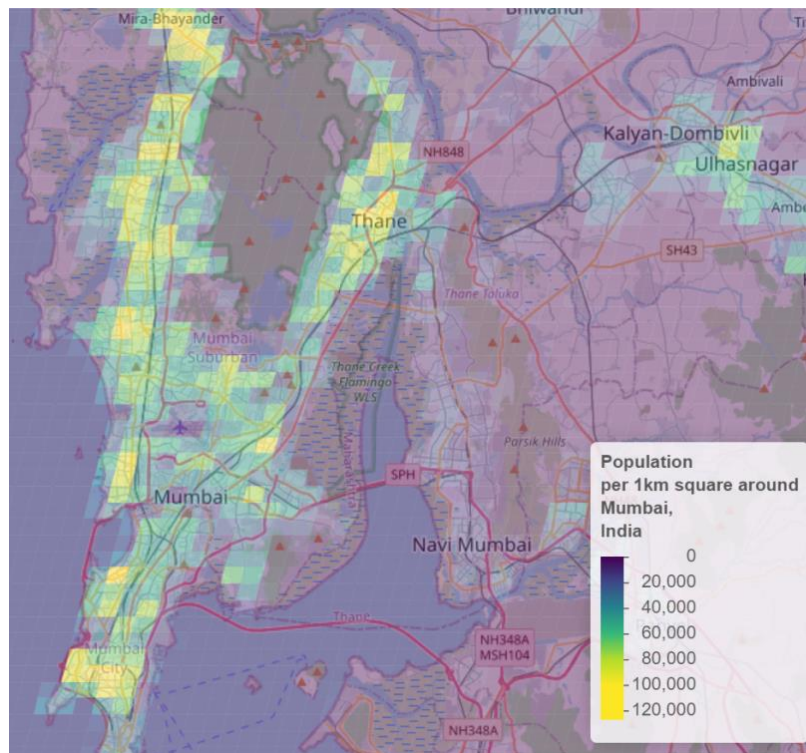 Mira-Bhayander
Bhiwandi
Ambivali
Kalyan-Dombivli
NH848
Ulhasnagar
Thane
Ambe
SH43
Thane Taluka
Mumbai
Suburban
Thane Creek
Flamingo
WLS
Maharashtra
Parsik Hills
SPH
Mumbai
Navi Mumbai
Population
per 1km square around
Mumbai,
India
0
20,000
40,000
60,000
80,000
100,000
120,000
Thane
NH348A
MSH104
Mumbai
City
NH348A